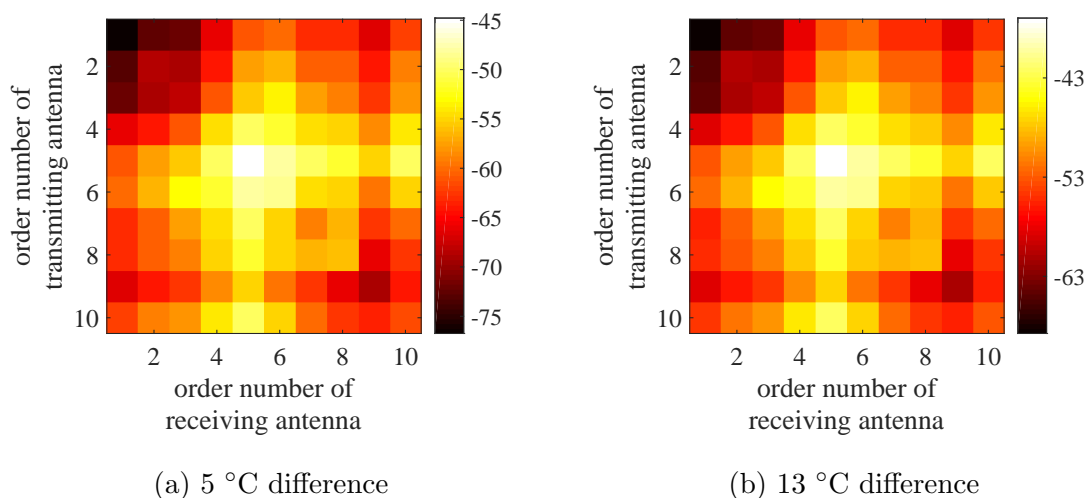 2
4
6
8
10
2 4 6 8 10
order number of
transmitting antenna
order number of
receiving antenna
-45
-50
-55
-60
-65
-70
-75
(a) 5 °C difference
2
4
6
8
10
2 4 6 8 10
order number of
transmitting antenna
order number of
receiving antenna
-43
-53
-63
(b) 13 °C difference